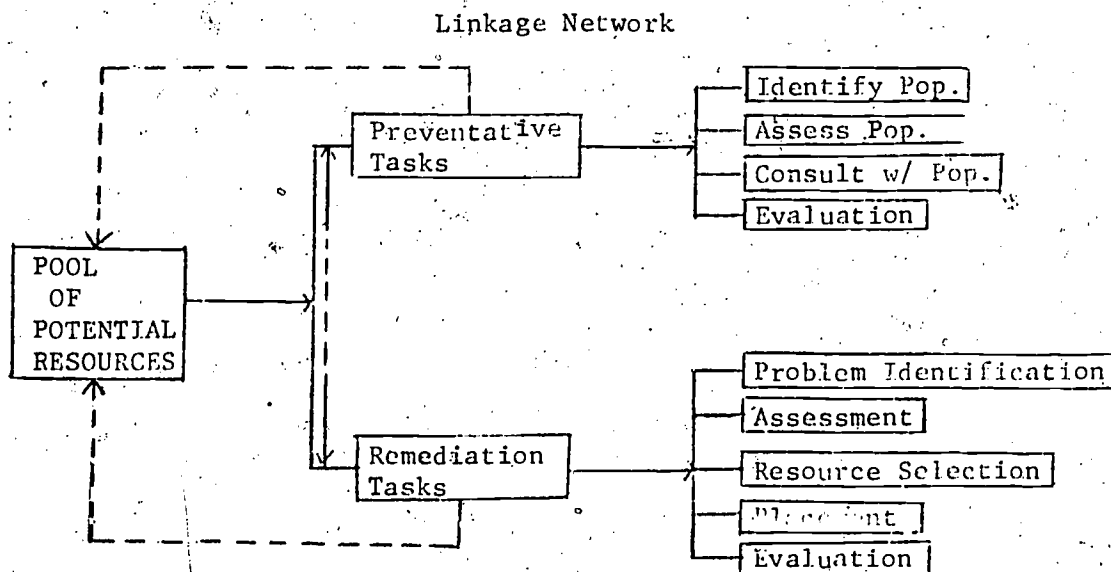 Linkage Network
Preventative
Tasks
Identify Pop.
Assess Pop.
Consult w/ Pop.
Evaluation
POOL
OF
POTENTIAL
RESOURCES
Remediation
Tasks
Problem Identification
Assessment
Resource Selection
Placement
Evaluation